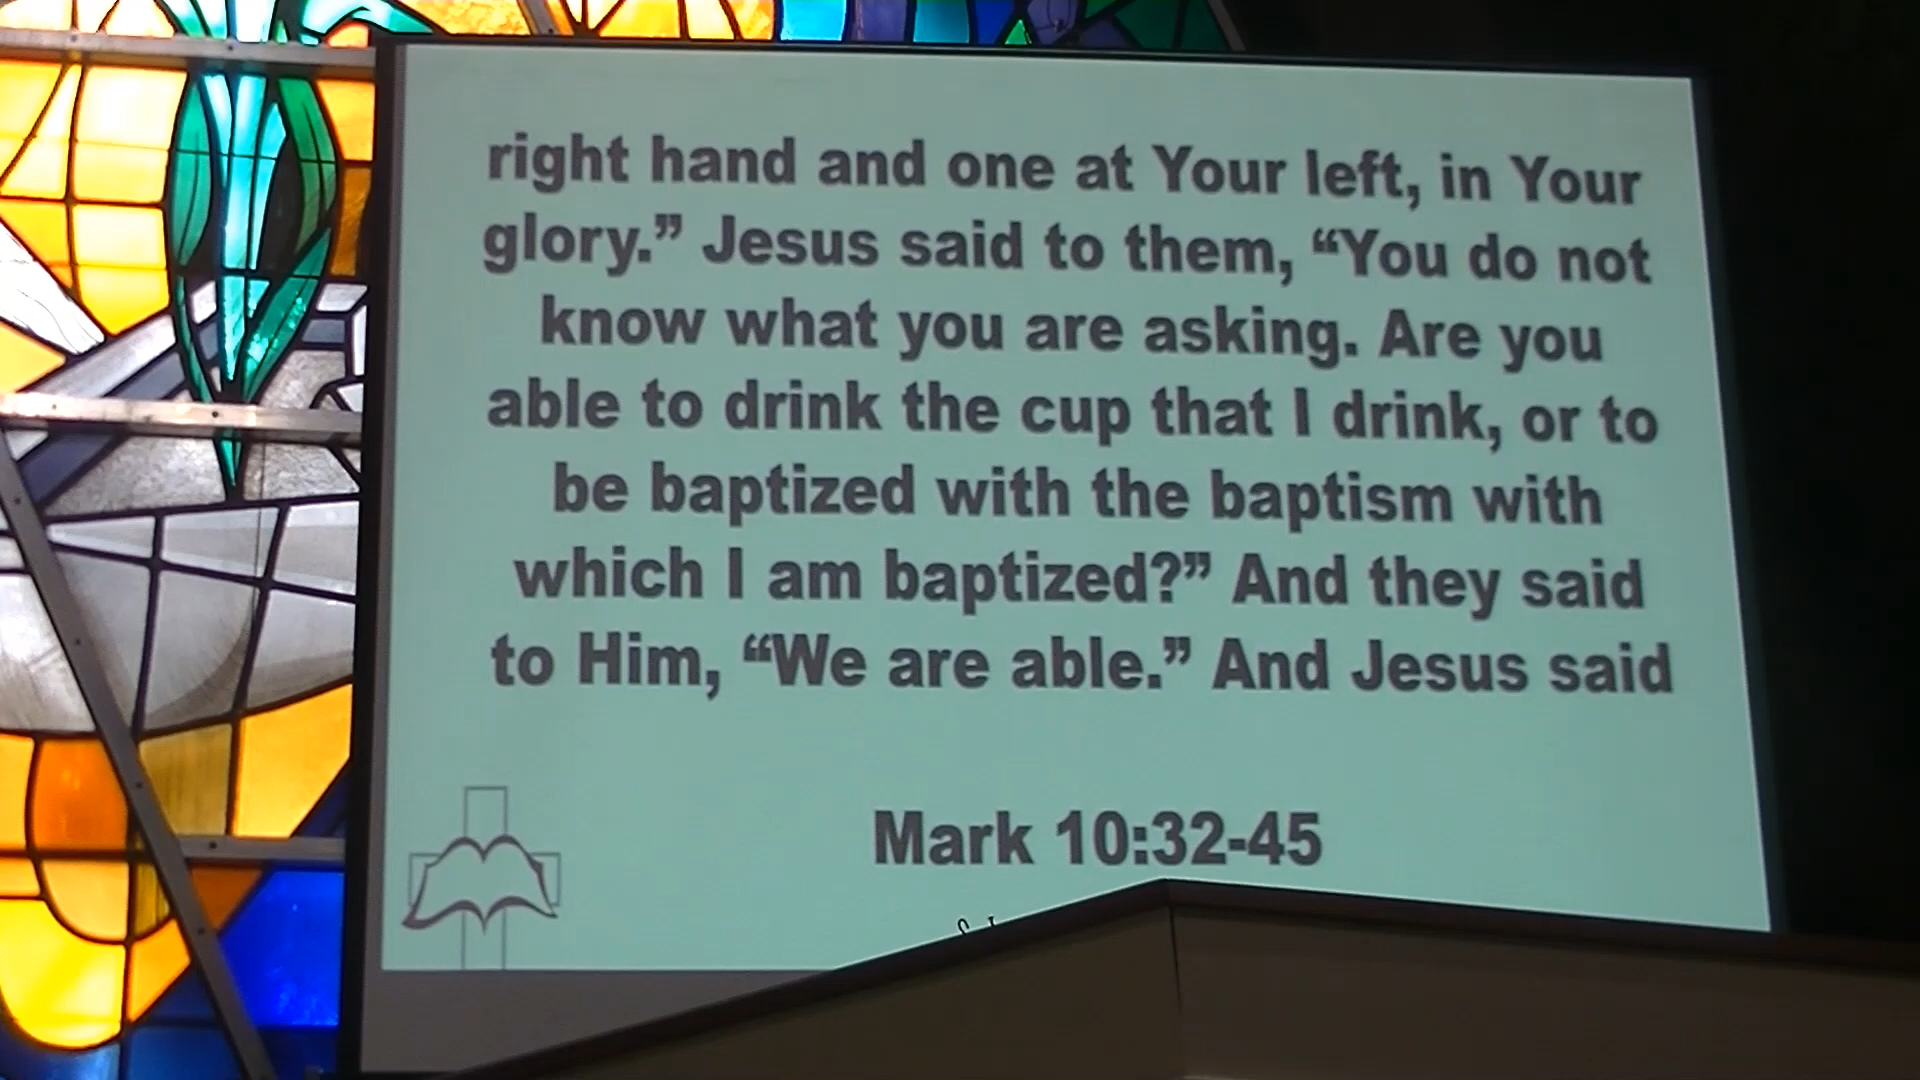 right hand and one at Your left, in Your
glory.” Jesus said to them, “You do not
know what you are asking. Are you
able to drink the cup that I drink, or to
be baptized with the baptism with
which I am baptized?” And they said
to Him, “We are able.” And Jesus said
Mark 10:32-45